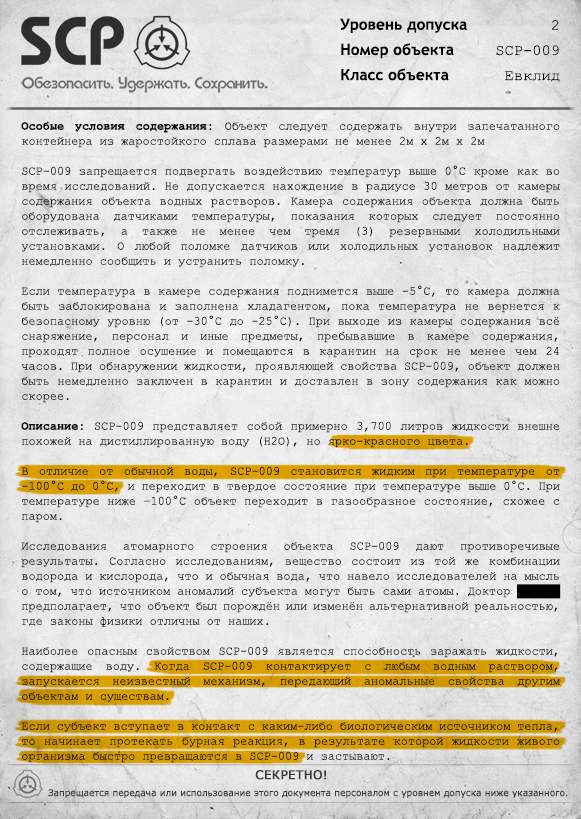 SCP
Обезопасить. Удержать. Сохранить.
Уровень допуска 2
Номер объекта SCP-009
Класс объекта Евклид
Особые условия содержания: Объект следует содержать внутри запечатанного
контейнера из жаростойкого сплава размерами не менее 2м x 2м x 2м
SCP-009 запрещается подвергать воздействию температур выше 0°C кроме как во
время исследований. Не допускается нахождение в радиусе 30 метров от камеры
содержания объекта водных растворов. Камера содержания объекта должна быть
оборудована датчиками температуры, показания которых следует постоянно
отслеживать, а также не менее чем тремя (3) резервными холодильными
установками. О любой поломке датчиков или холодильных установок надлежит
немедленно сообщить и устранить поломку.
Если температура в камере содержания поднимется выше -5°C, то камера должна
быть заблокирована и заполнена хладагентом, пока температура не вернется к
безопасному уровню (от -30°C до -25°C). При выходе из камеры содержания всё
снаряжение, персонал и иные предметы, пребывавшие в камере содержания,
проходят полное осушение и помещаются в карантин на срок не менее чем 24
часов. При обнаружении жидкости, проявляющей свойства SCP-009, объект должен
быть немедленно заключен в карантин и доставлен в зону содержания как можно
скорее.
Описание: SCP-009 представляет собой примерно 3,700 литров жидкости внешне
похожей на дистиллированную воду (H2O), но ярко-красного цвета.
В отличие от обычной воды, SCP-009 становится жидким при температуре от
-100°C до 0°C, и переходит в твердое состояние при температуре выше 0°C. При
температуре ниже -100°C объект переходит в газообразное состояние, схожее с
паром.
Исследования атомарного строения объекта SCP-009 дают противоречивые
результаты. Согласно исследованиям, вещество состоит из той же комбинации
водорода и кислорода, что и обычная вода, что навело исследователей на мысль
о том, что источником аномалий субъекта могут быть сами атомы. Доктор
предполагает, что объект был порождён или изменён альтернативной реальностью,
где законы физики отличны от наших.
Наиболее опасным свойством SCP-009 является способность заражать жидкости,
содержащие воду. Когда SCP-009 контактирует с любым водным раствором,
запускается неизвестный механизм, передающий аномальные свойства другим
объектам и существам.
Если субъект вступает в контакт с каким-либо биологическим источником тепла,
то начинает протекать бурная реакция, в результате которой жидкости живого
организма быстро превращаются в SCP-009 и застывают.
СЕКРЕТНО!
Запрещается передача или использование этого документа персоналом с уровнем допуска ниже указанного.